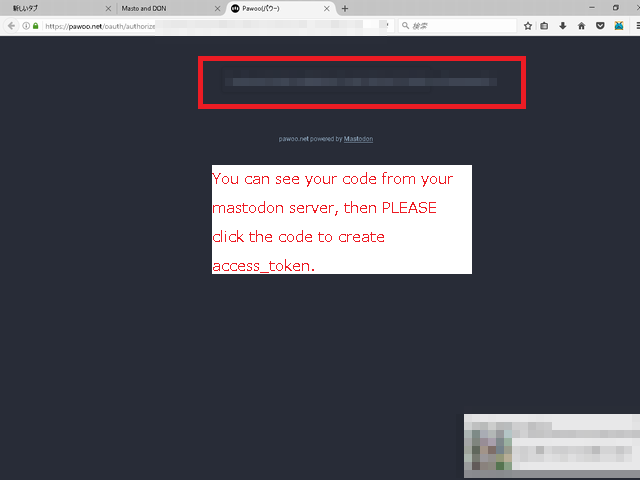 新しいタブ
Masto and DON
Pawoo(パウー)
https://pawoo.net/oauth/authorize
検索
pawoo.net powered by Mastodon
You can see your code from your
mastodon server, then PLEASE
click the code to create
access_token.